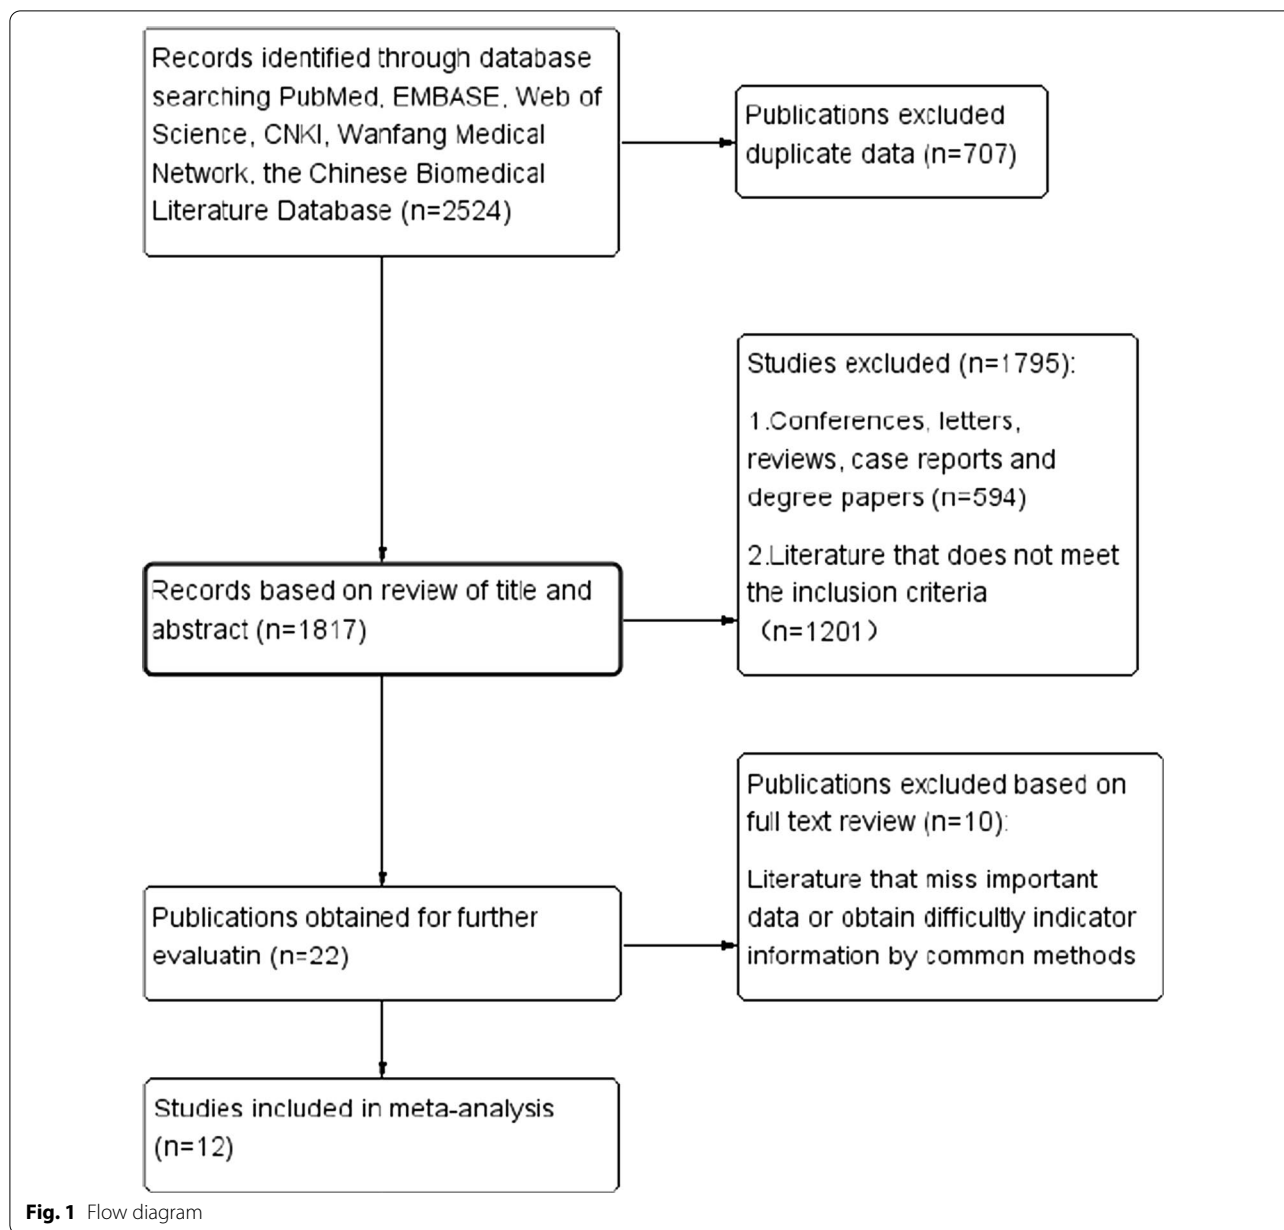 Records identified through database
searching PubMed, EMBASE, Web of
Science, CNKI, Wanfang Medical
Network, the Chinese Biomedical
Literature Database (n=2524)
Publications excluded
duplicate data (n=707)
Studies excluded (n=1795):
1.Conferences, letters,
reviews, case reports and
degree papers (n=594)
2.Literature that does not meet
the inclusion criteria
（n=1201）
Records based on review of title and
abstract (n=1817)
Publications excluded based on
full text review (n=10):
Literature that miss important
data or obtain difficultly indicator
information by common methods
Publications obtained for further
evaluatin (n=22)
Studies included in meta-analysis
(n=12)
Fig. 1 Flow diagram